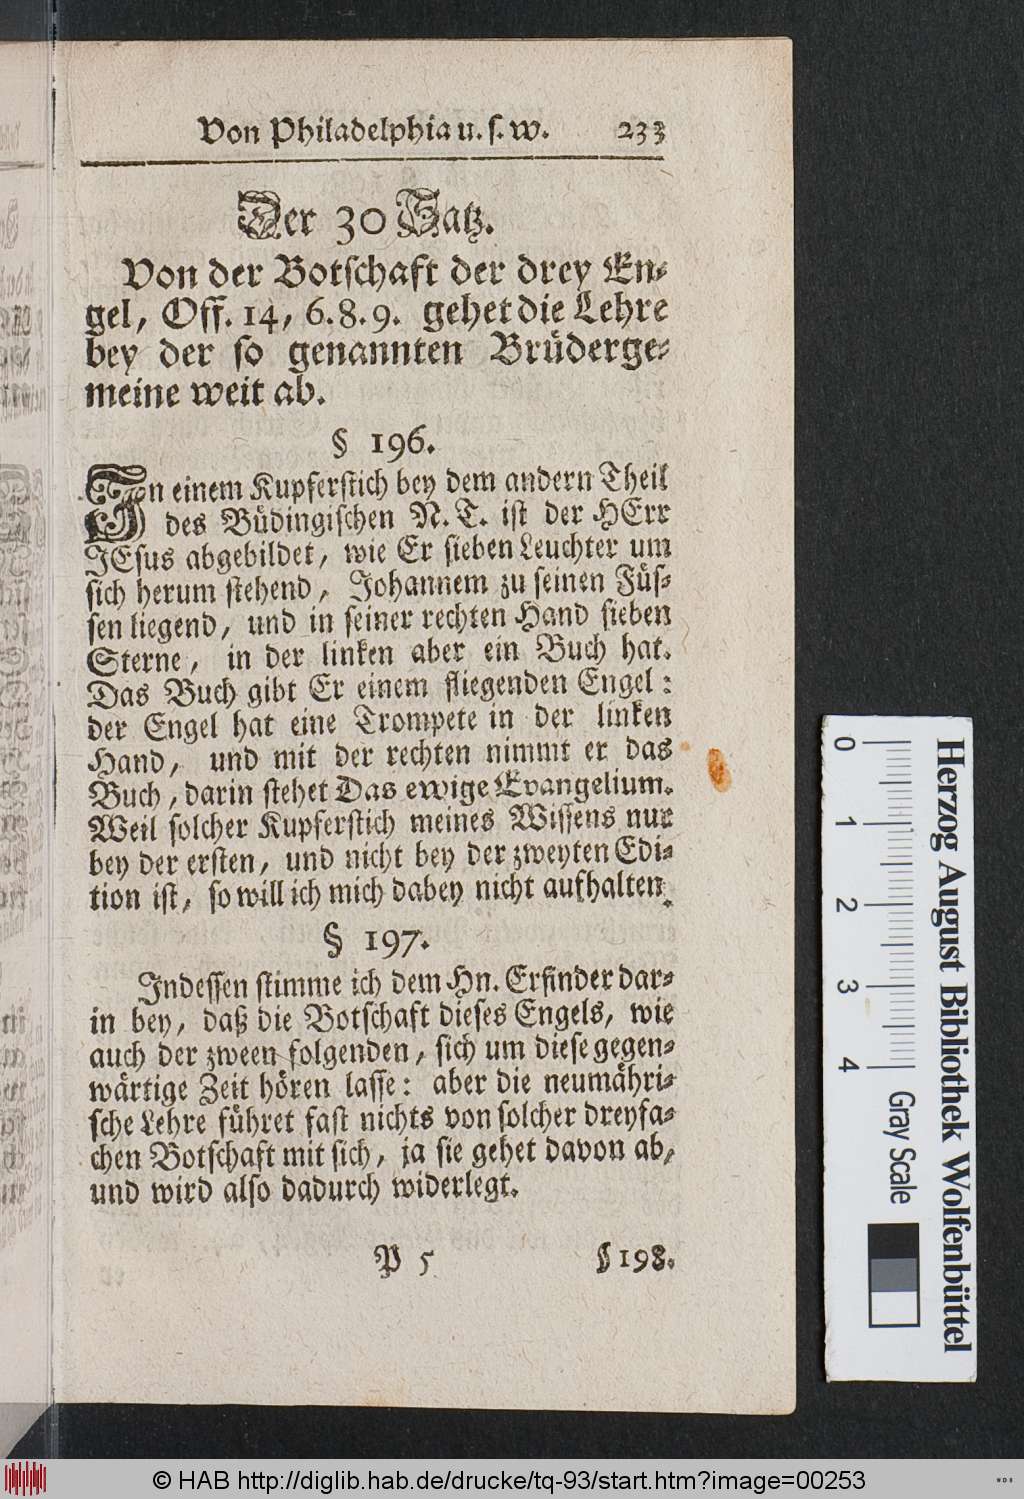 Von Philadelphia u. ſ. w. 233
Der 30 Satz.
Von der Botſchaft der drey En⸗
gel, Off. 14, 6. 8. 9. gehet die Lehre
bey der ſo genannten Brüderge⸗
meine weit ab.
§ 196.
In einem Kupferſtich bey dem andern Theil
des Büdingiſchen N. T. iſt der HErr
JEſus abgebildet, wie Er ſieben Leuchter um
ſich herum ſtehend, Johannem zu ſeinen Füſ⸗
ſen liegend, und in ſeiner rechten Hand ſieben
Sterne, in der linken aber ein Buch hat.
Das Buch gibt Er einem fliegenden Engel:
der Engel hat eine Trompete in der linken
Hand, und mit der rechten nimmt er das
Buch, darin ſtehet Das ewige Evangelium.
Weil ſolcher Kupferſtich meines Wiſſens nur
bey der erſten, und nicht bey der zweyten Edi⸗
tion iſt, ſo will ich mich dabey nicht aufhalten.
§ 197.
Indeſſen ſtimme ich dem Hn. Erfinder dar⸗
in bey, daß die Botſchaft dieſes Engels, wie
auch der zween folgenden, ſich um dieſe gegen⸗
wärtige Zeit hören laſſe: aber die neumähri⸗
ſche Lehre führet faſt nichts von ſolcher dreyfa⸗
chen Botſchaft mit ſich, ja ſie gehet davon ab,
und wird alſo dadurch widerlegt.
P 5 § 198.
0 1 2 3 4
Gray Scale
Herzog August Bibliothek Wolfenbüttel
© HAB http://diglib.hab.de/drucke/tq-93/start.htm?image=00253